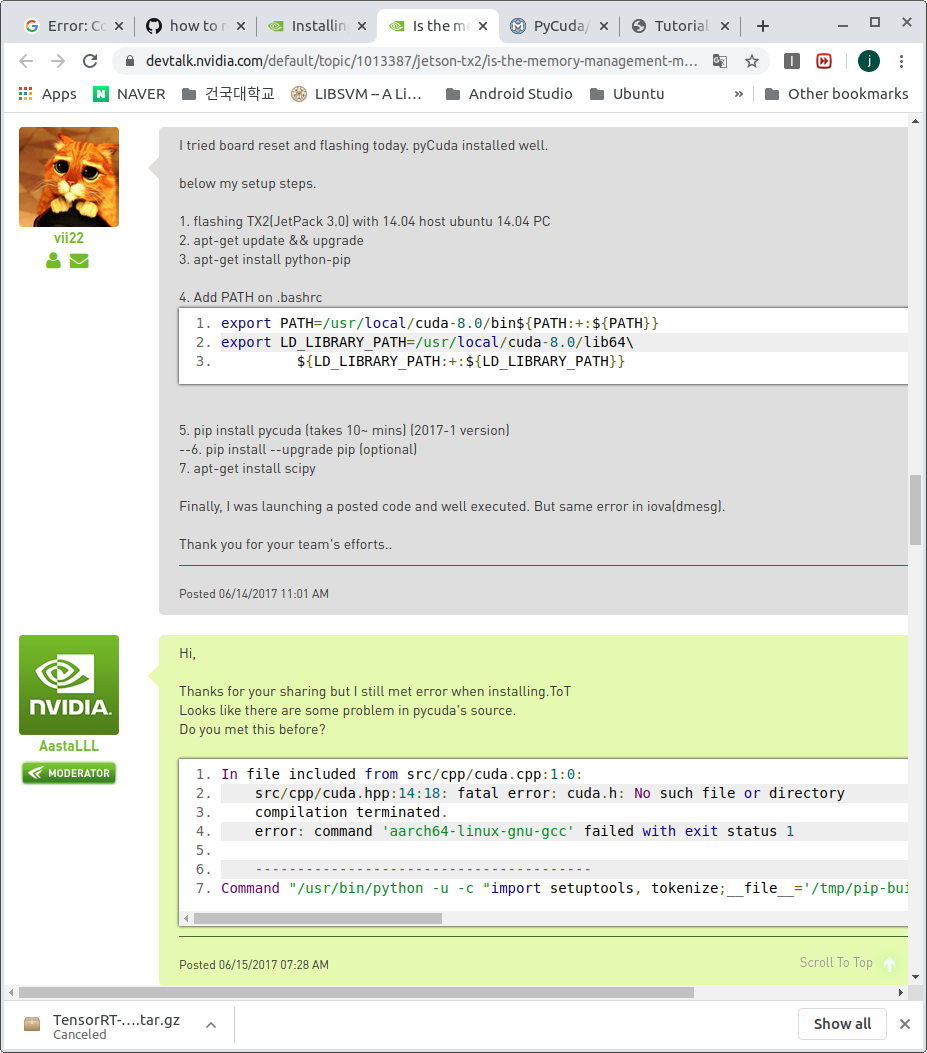 Error: Co
how to r
Installin
Is the me
PyCuda/
Tutorial
devtalk.nvidia.com/default/topic/1013387/jetson-tx2/is-the-memory-management-m...
j
Apps
NAVER
건국대학교
LIBSVM -- A Li...
Android Studio
Ubuntu
»
Other bookmarks
vii22
I tried board reset and flashing today. pyCuda installed well.
below my setup steps.
1. flashing TX2(JetPack 3.0) with 14.04 host ubuntu 14.04 PC
2. apt-get update && upgrade
3. apt-get install python-pip
4. Add PATH on .bashrc
1. export PATH=/usr/local/cuda-8.0/bin${PATH:+:${PATH}}
2. export LD_LIBRARY_PATH=/usr/local/cuda-8.0/lib64\
3. ${LD_LIBRARY_PATH:+:${LD_LIBRARY_PATH}}
5. pip install pycuda (takes 10~ mins) (2017-1 version)
--6. pip install --upgrade pip (optional)
7. apt-get install scipy
Finally, I was launching a posted code and well executed. But same error in iova(dmesg).
Thank you for your team's efforts..
Posted 06/14/2017 11:01 AM
NVIDIA.
AastaLLL
MODERATOR
Hi,
Thanks for your sharing but I still met error when installing.ToT
Looks like there are some problem in pycuda's source.
Do you met this before?
1. In file included from src/cpp/cuda.cpp:1:0:
2. src/cpp/cuda.hpp:14:18: fatal error: cuda.h: No such file or directory
3. compilation terminated.
4. error: command 'aarch64-linux-gnu-gcc' failed with exit status 1
5.
6. ----------------------------------------
7. Command "/usr/bin/python -u -c "import setuptools, tokenize;__file__='/tmp/pip-bui
Posted 06/15/2017 07:28 AM
Scroll To Top
TensorRT-....tar.gz
Canceled
Show all